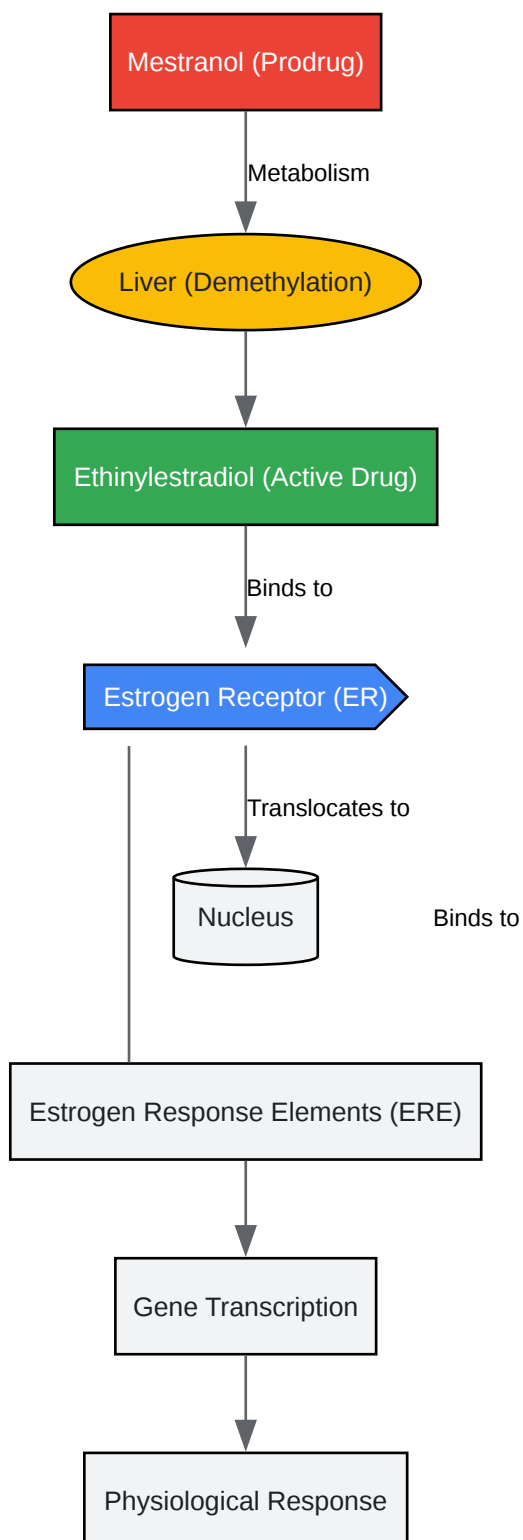 Mestranol (Prodrug)
Metabolism
Liver (Demethylation)
Ethinylestradiol (Active Drug)
Binds to
Estrogen Receptor (ER)
Translocates to
Nucleus
Binds to
Estrogen Response Elements (ERE)
Gene Transcription
Physiological Response